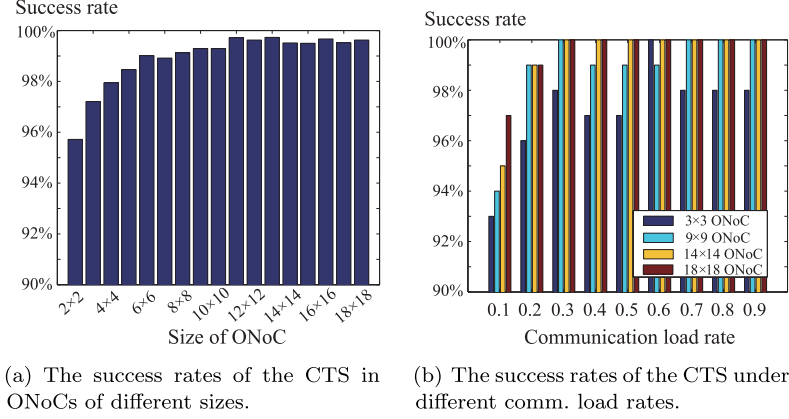 Success rate
100%
98%
96%
94%
92%
90%
2×2
4×4
6×6
8×8
10×10
12×12
14×14
16×16
18×18
Size of ONoC
(a) The success rates of the CTS in
ONoCs of different sizes.
Success rate
100%
98%
96%
94%
92%
90%
3×3 ONoC
9×9 ONoC
14×14 ONoC
18×18 ONoC
0.1 0.2 0.3 0.4 0.5 0.6 0.7 0.8 0.9
Communication load rate
(b) The success rates of the CTS under
different comm. load rates.